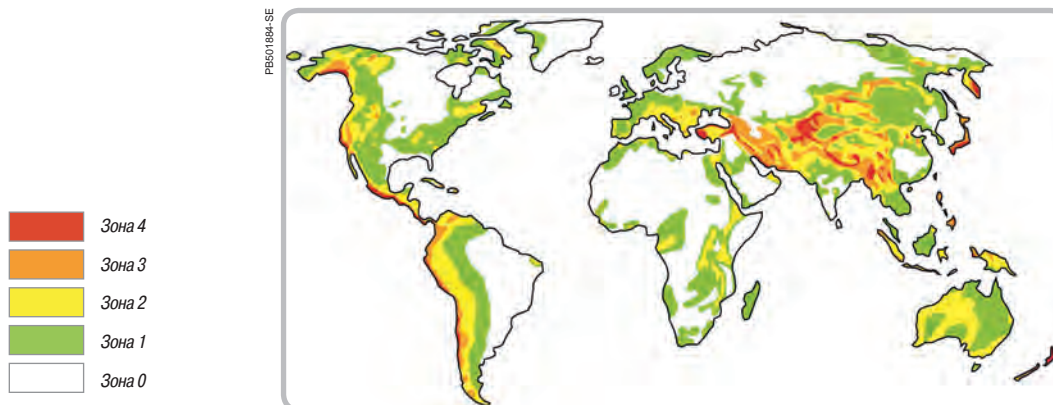 PB501884-SE
Зона 4
Зона 3
Зона 2
Зона 1
Зона 0